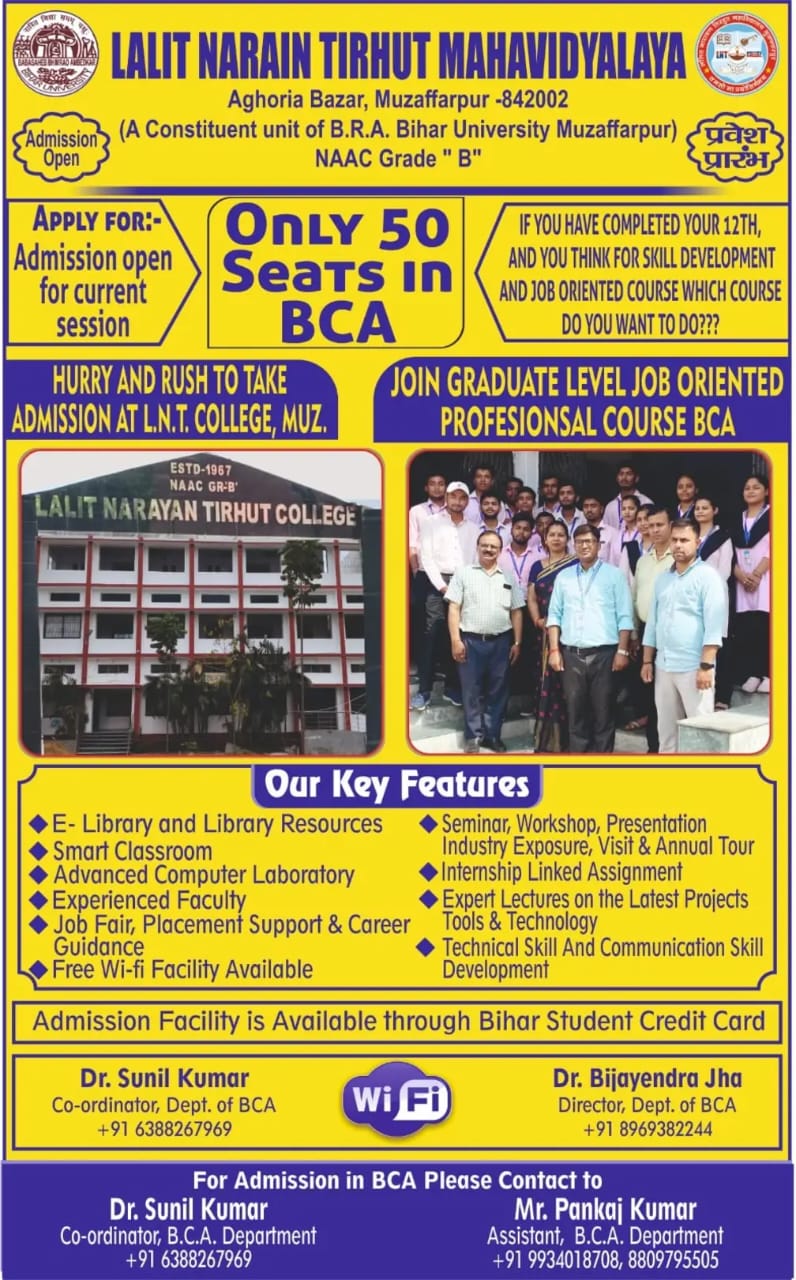 LALIT NARAIN TIRHUT MAHAVIDYALAYA
Aghoria Bazar, Muzaffarpur -842002
(A Constituent unit of B.R.A. Bihar University Muzaffarpur)
NAAC Grade " B"
BABASAHEB BHIMRAO AMBEDKAR
BIHAR UNIVERSITY
LNT COLLEGE
Admission
Open
प्रवेश
प्रारंभ
APPLY FOR:-
Admission open
for current
session
ONLY 50
SEATS IN
BCA
IF YOU HAVE COMPLETED YOUR 12TH,
AND YOU THINK FOR SKILL DEVELOPMENT
AND JOB ORIENTED COURSE WHICH COURSE
DO YOU WANT TO DO???
HURRY AND RUSH TO TAKE
ADMISSION AT L.N.T. COLLEGE, MUZ.
JOIN GRADUATE LEVEL JOB ORIENTED
PROFESIONSAL COURSE BCA
ESTD-1967
NAAC GR-'B'
LALIT NARAYAN TIRHUT COLLEGE
Our Key Features
◆ E- Library and Library Resources
◆ Smart Classroom
◆ Advanced Computer Laboratory
◆ Experienced Faculty
◆ Job Fair, Placement Support & Career
Guidance
◆ Free Wi-fi Facility Available
◆ Seminar, Workshop, Presentation
Industry Exposure, Visit & Annual Tour
◆ Internship Linked Assignment
◆ Expert Lectures on the Latest Projects
Tools & Technology
◆ Technical Skill And Communication Skill
Development
Admission Facility is Available through Bihar Student Credit Card
Dr. Sunil Kumar
Co-ordinator, Dept. of BCA
+91 6388267969
Wi Fi
Dr. Bijayendra Jha
Director, Dept. of BCA
+91 8969382244
For Admission in BCA Please Contact to
Dr. Sunil Kumar
Co-ordinator, B.C.A. Department
+91 6388267969
Mr. Pankaj Kumar
Assistant, B.C.A. Department
+91 9934018708, 8809795505